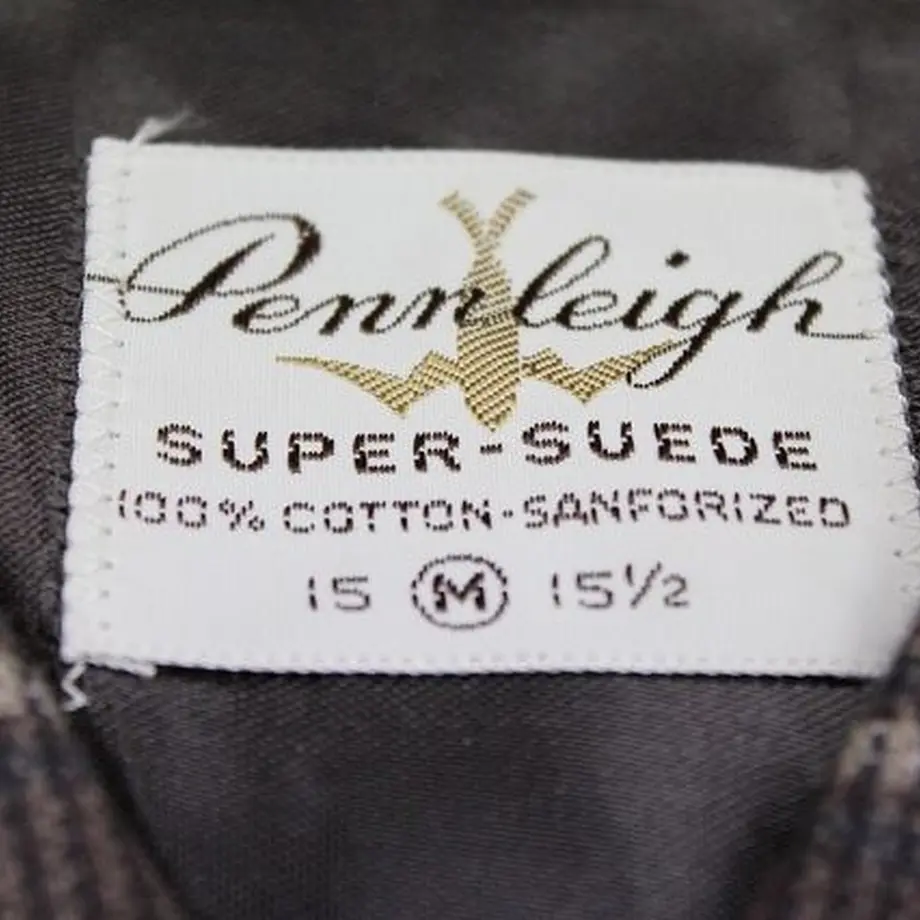 Pennleigh
SUPER-SUEDE
100% COTTON-SANFORIZED
15 M 15½